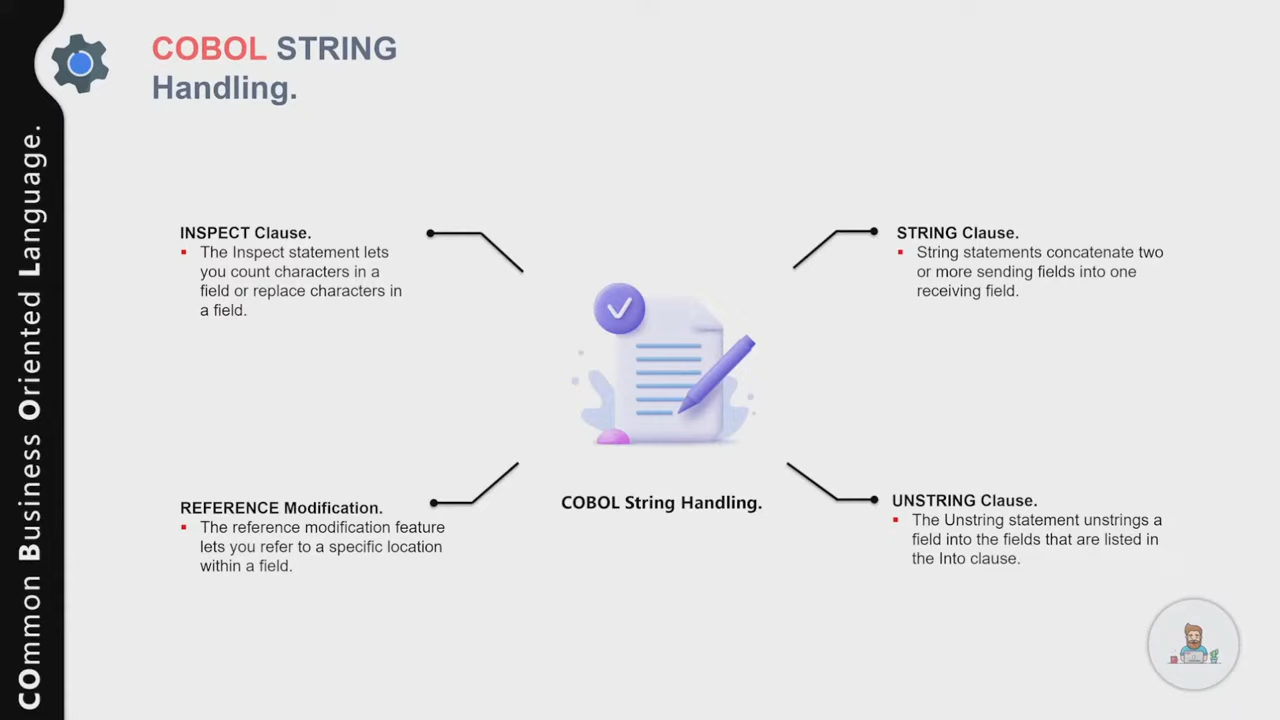 COBOL STRING
Handling.
INSPECT Clause.
▪ The Inspect statement lets
you count characters in a
field or replace characters in
a field.
STRING Clause.
▪ String statements concatenate two
or more sending fields into one
receiving field.
REFERENCE Modification.
▪ The reference modification feature
lets you refer to a specific location
within a field.
COBOL String Handling.
UNSTRING Clause.
▪ The Unstring statement unstrings a
field into the fields that are listed in
the Into clause.
COmmon Business Oriented Language.